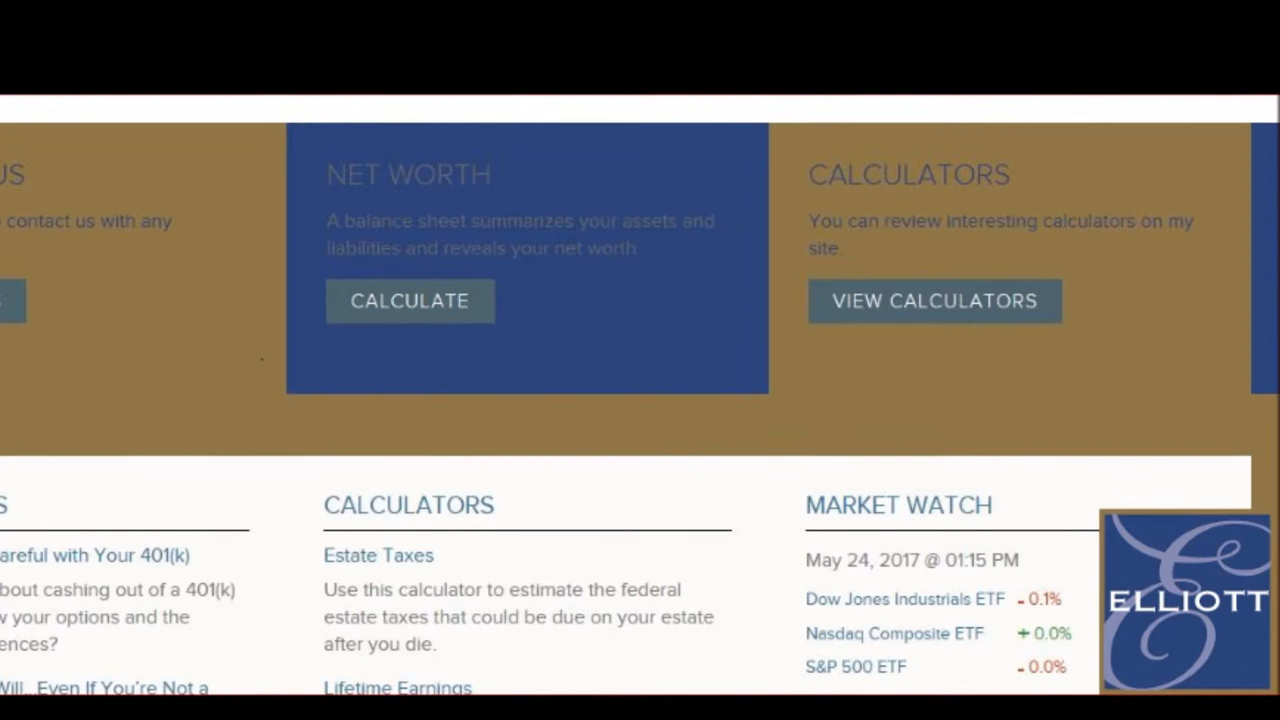 US
NET WORTH
CALCULATORS
contact us with any
A balance sheet summarizes your assets and
liabilities and reveals your net worth
You can review interesting calculators on my
site.
CALCULATE
VIEW CALCULATORS
S
CALCULATORS
MARKET WATCH
areful with Your 401(k)
bout cashing out of a 401(k)
w your options and the
ences?
Will...Even If You're Not a
Estate Taxes
Use this calculator to estimate the federal
estate taxes that could be due on your estate
after you die.
Lifetime Earnings
May 24, 2017 @ 01:15 PM
Dow Jones Industrials ETF - 0.1%
Nasdaq Composite ETF + 0.0%
S&P 500 ETF - 0.0%
E
ELLIOTT